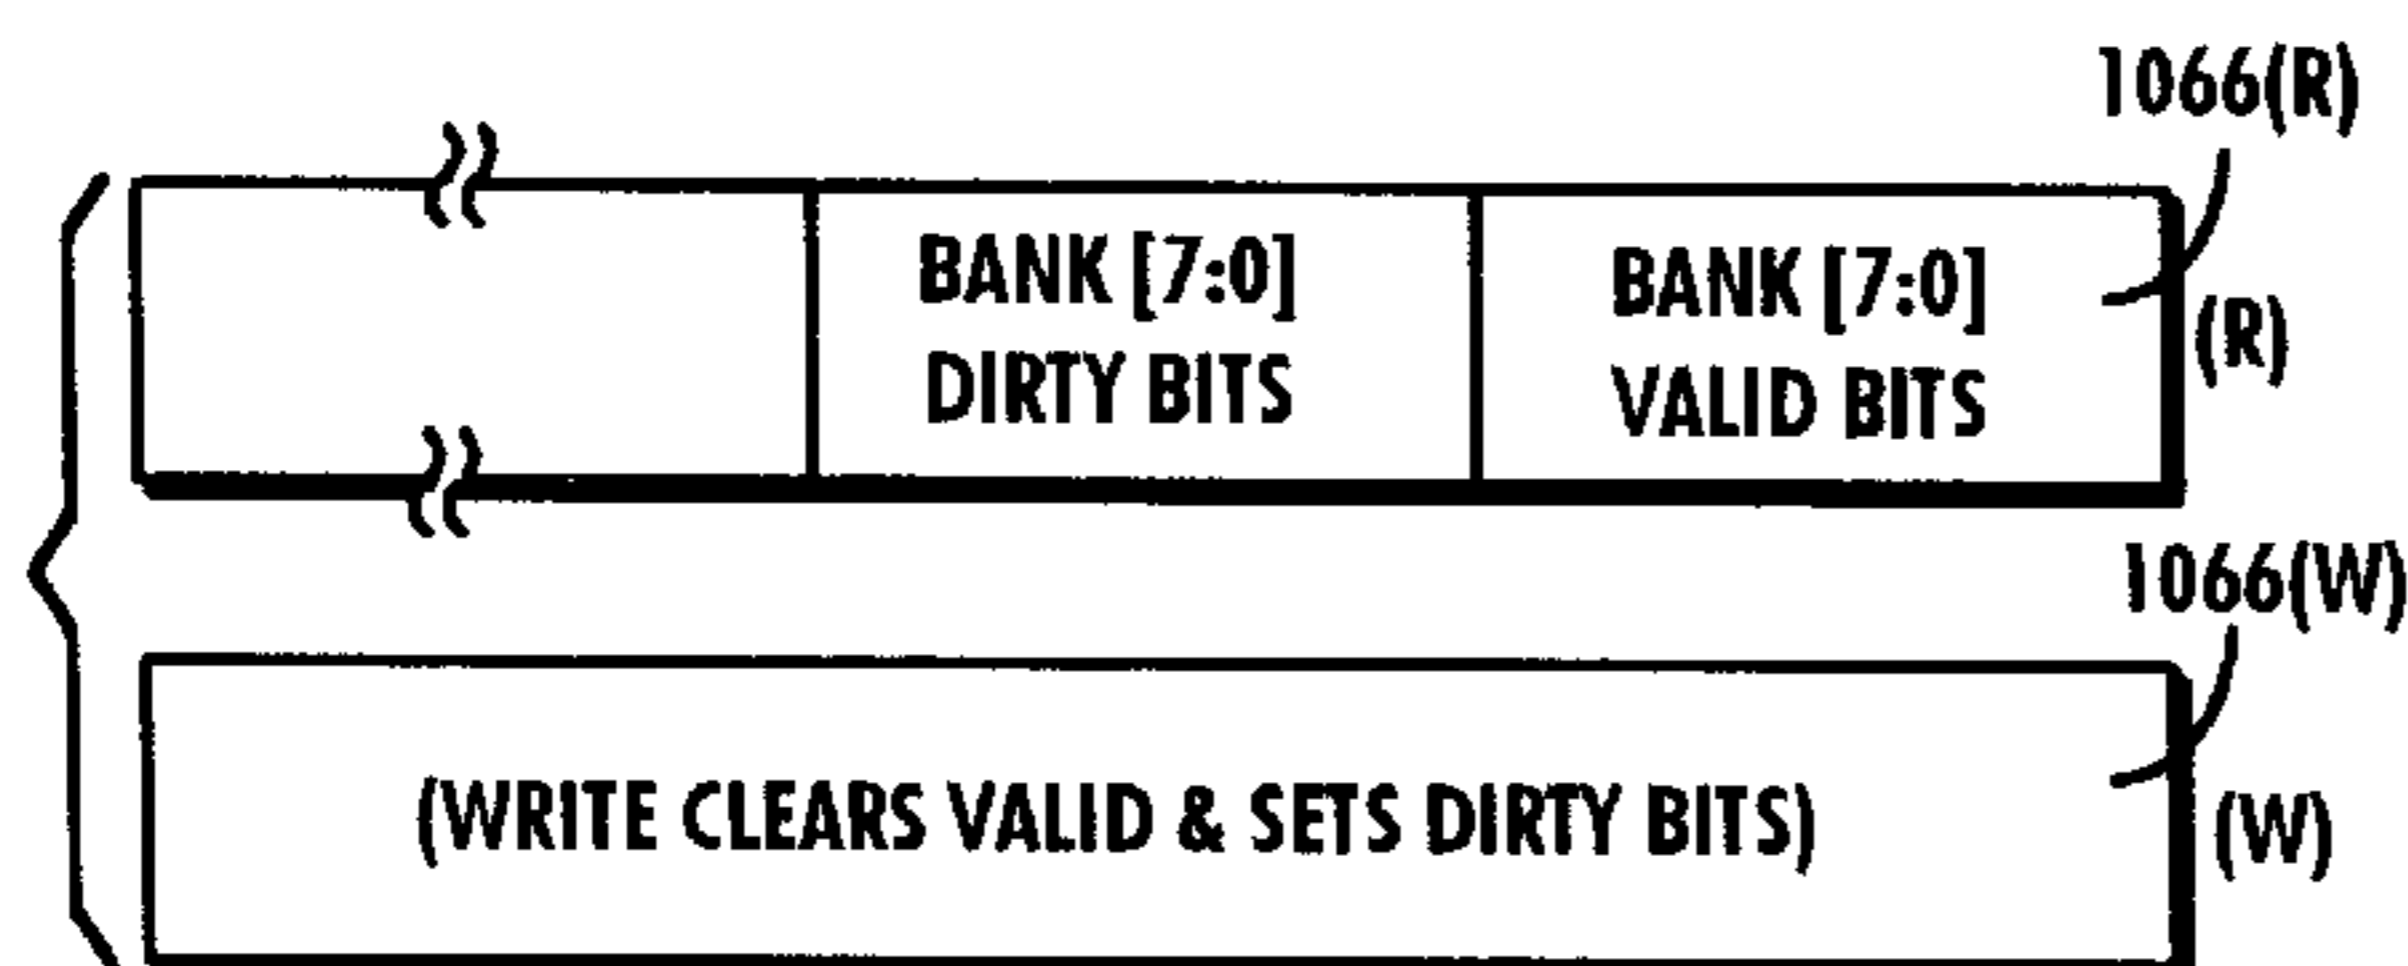 1066(R)
BANK [7:0]
DIRTY BITS
BANK [7:0]
VALID BITS
(R)
1066(W)
(WRITE CLEARS VALID & SETS DIRTY BITS)
(W)